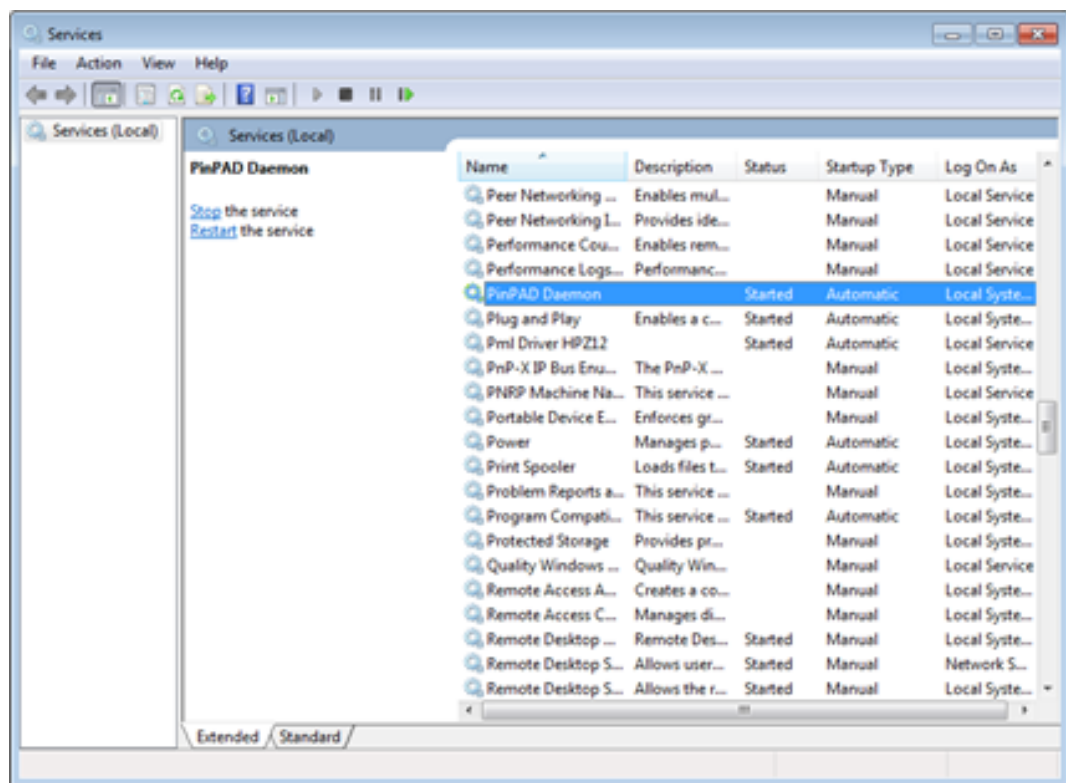 Services
File Action View Help
Services (Local)
Services (Local)
PinPAD Daemon
Stop the service
Restart the service
Name Description Status Startup Type Log On As
Peer Networking ... Enables mul... Manual Local Service
Peer Networking I... Provides ide... Manual Local Service
Performance Cou... Enables rem... Manual Local Service
Performance Logs... Performanc... Manual Local Service
PinPAD Daemon Started Automatic Local Syste...
Plug and Play Enables a c... Started Automatic Local Syste...
Pml Driver HPZ12 Started Automatic Local Service
PnP-X IP Bus Enu... The PnP-X ... Manual Local Syste...
PNRP Machine Na... This service ... Manual Local Service
Portable Device E... Enforces gr... Manual Local Syste...
Power Manages p... Started Automatic Local Syste...
Print Spooler Loads files t... Started Automatic Local Syste...
Problem Reports a... This service ... Manual Local Syste...
Program Compati... This service ... Started Automatic Local Syste...
Protected Storage Provides pr... Manual Local Syste...
Quality Windows ... Quality Win... Manual Local Service
Remote Access A... Creates a co... Manual Local Syste...
Remote Access C... Manages di... Manual Local Syste...
Remote Desktop ... Remote Des... Started Manual Local Syste...
Remote Desktop S... Allows user... Started Manual Network S...
Remote Desktop S... Allows the r... Started Manual Local Syste...
Extended Standard